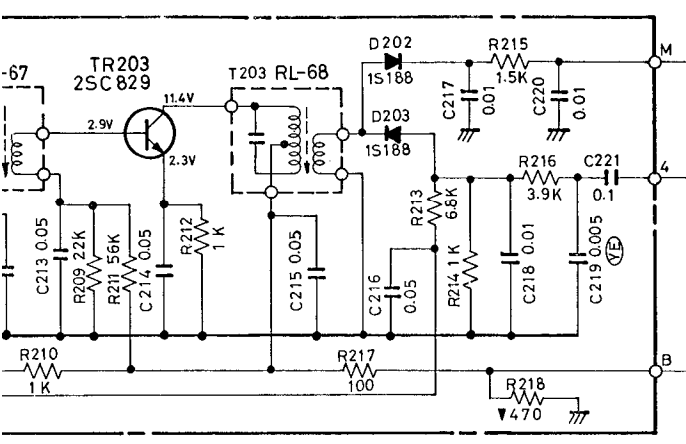 D202
M
R215
TR203
-67
T203 RL-68
2SC829
1S188
1.5K
11.4V
C217 0.01
C220 0.01
D203
2.9V
1S188
2.3V
R216
C221
4
3.9K
0.1
R213 6.8K
R212 1K
C213 0.05
R209 22K
R211 56K
C214 0.05
C215 0.05
C216 0.05
R214 1K
C218 0.01
C219 0.005
YE
R210
R217
B
1K
100
R218
▼470